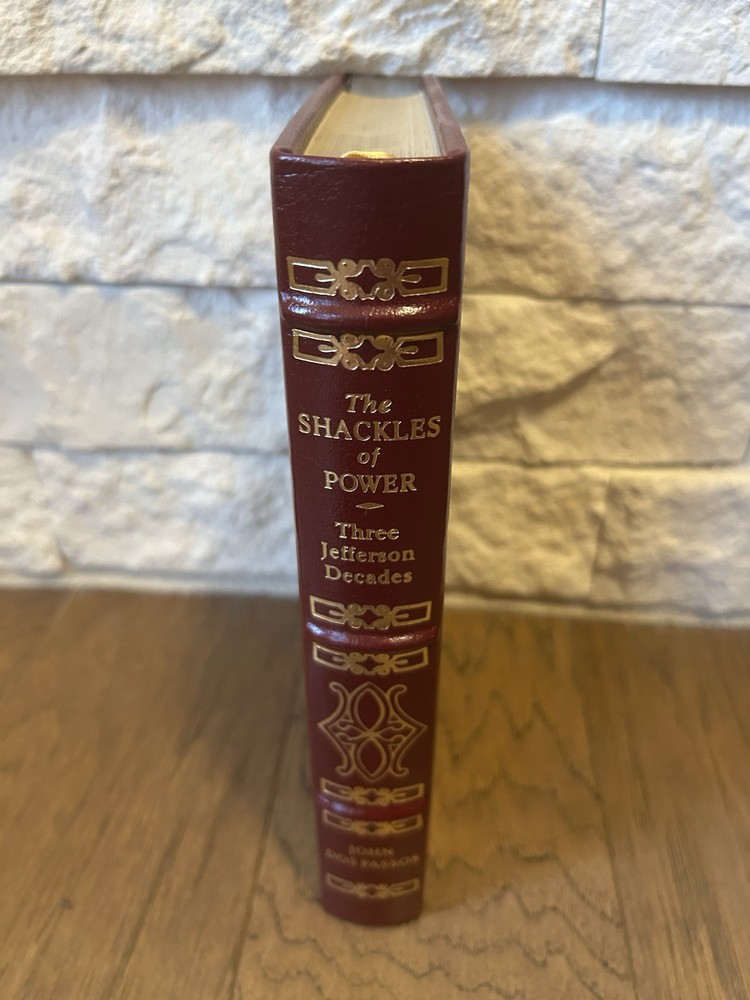 The
SHACKLES
of
POWER
Three
Jefferson
Decades
JOHN
DOS PASSOS